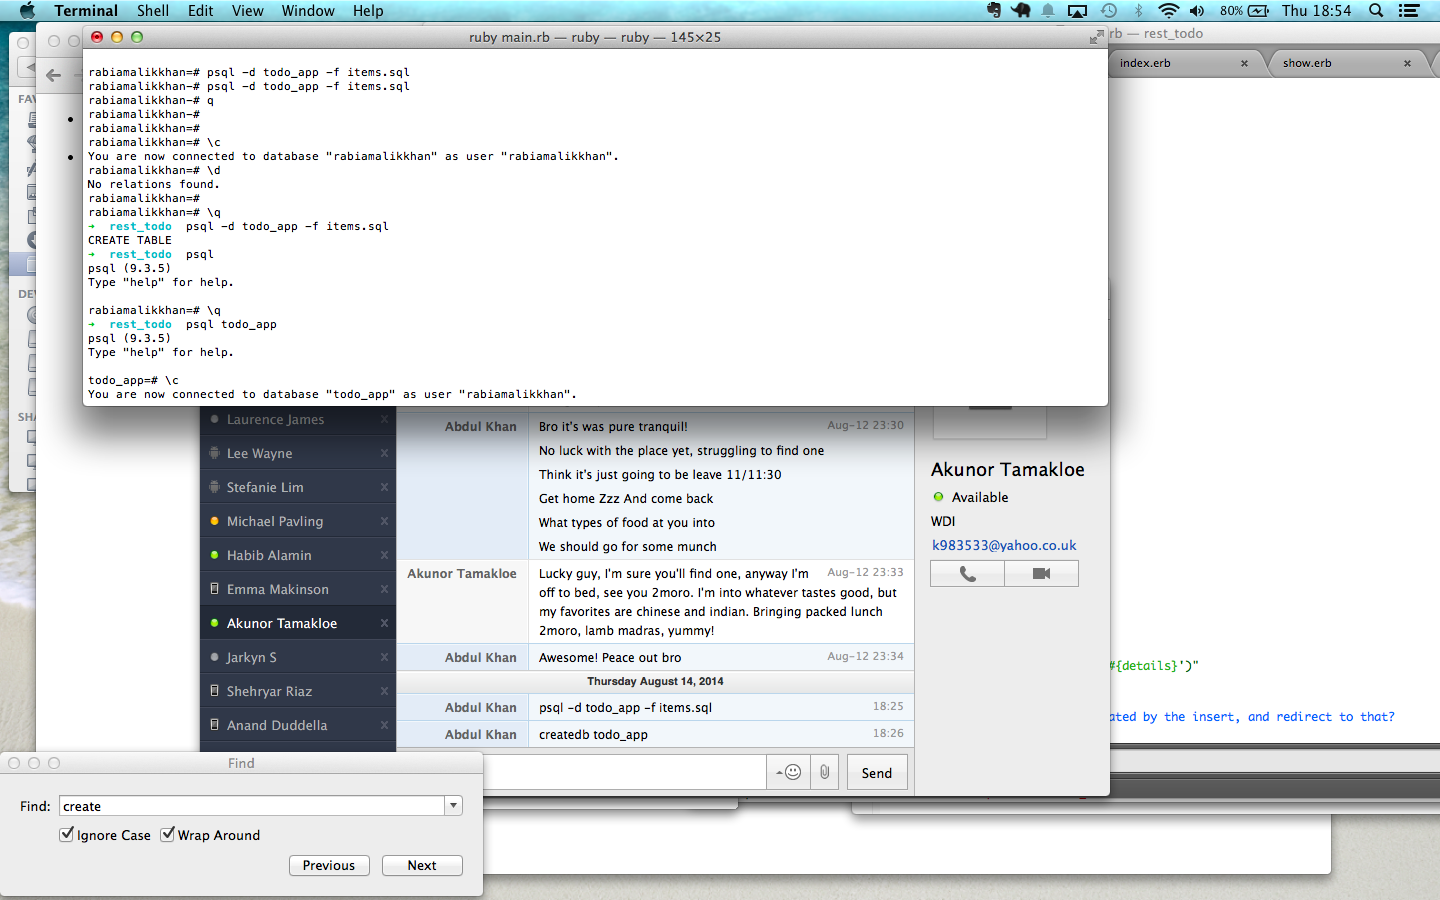 Terminal Shell Edit View Window Help 80% Thu 18:54
ruby main.rb — ruby — ruby — 145×25
rb — rest_todo
index.erb × show.erb ×
rabiamalikkhan=# psql -d todo_app -f items.sql
rabiamalikkhan-# psql -d todo_app -f items.sql
rabiamalikkhan-# q
rabiamalikkhan-#
rabiamalikkhan=#
rabiamalikkhan=# \c
You are now connected to database "rabiamalikkhan" as user "rabiamalikkhan".
rabiamalikkhan=# \d
No relations found.
rabiamalikkhan=#
rabiamalikkhan=# \q
➜ rest_todo psql -d todo_app -f items.sql
CREATE TABLE
➜ rest_todo psql
psql (9.3.5)
Type "help" for help.
rabiamalikkhan=# \q
➜ rest_todo psql todo_app
psql (9.3.5)
Type "help" for help.
todo_app=# \c
You are now connected to database "todo_app" as user "rabiamalikkhan".
FAV
DEV
SHA
Laurence James x
Lee Wayne x
Stefanie Lim x
Michael Pavling x
Habib Alamin x
Emma Makinson x
Akunor Tamakloe x
Jarkyn S x
Shehryar Riaz x
Anand Duddella x
Abdul Khan Bro it's was pure tranquil! Aug-12 23:30
No luck with the place yet, struggling to find one
Think it's just going to be leave 11/11:30
Get home Zzz And come back
What types of food at you into
We should go for some munch
Akunor Tamakloe Lucky guy, I'm sure you'll find one, anyway I'm Aug-12 23:33
off to bed, see you 2moro. I'm into whatever tastes good, but
my favorites are chinese and indian. Bringing packed lunch
2moro, lamb madras, yummy!
Abdul Khan Awesome! Peace out bro Aug-12 23:34
Thursday August 14, 2014
Abdul Khan psql -d todo_app -f items.sql 18:25
Abdul Khan createdb todo_app 18:26
Send
Akunor Tamakloe
Available
WDI
k983533@yahoo.co.uk
#{details}')"
ated by the insert, and redirect to that?
Find
Find: create
Ignore Case Wrap Around
Previous Next